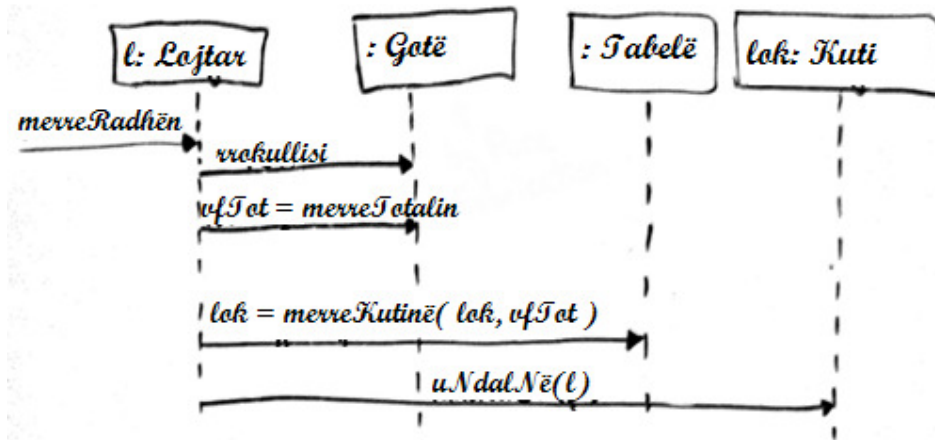 l: Lojtar
: Gotë
: Tabelë
lok: Kuti
merreRadhën
rrokullisi
vfTot = merreTotalin
lok = merreKutinë( lok, vfTot )
uNdalNë(l)